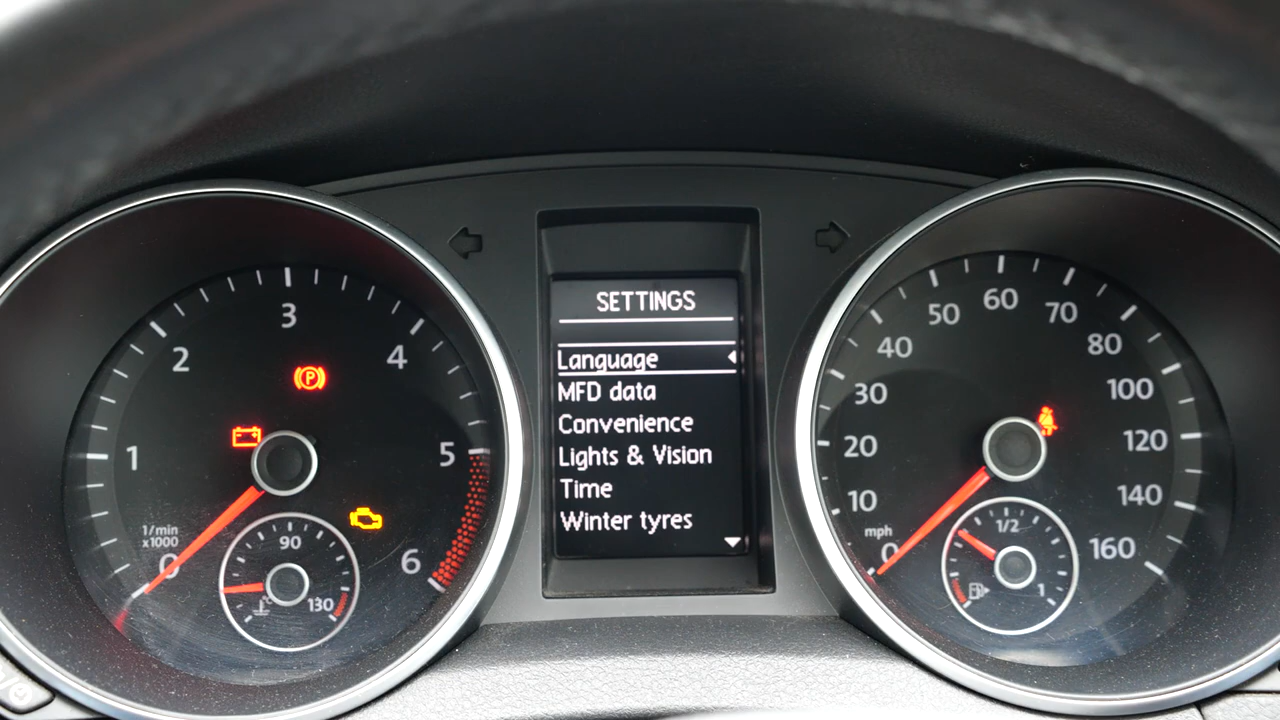 1
2
3
4
5
6
0
1/min
x1000
P
90
130
°C
SETTINGS
Language
MFD data
Convenience
Lights & Vision
Time
Winter tyres
0
10
20
30
40
50
60
70
80
100
120
140
160
mph
1/2
1